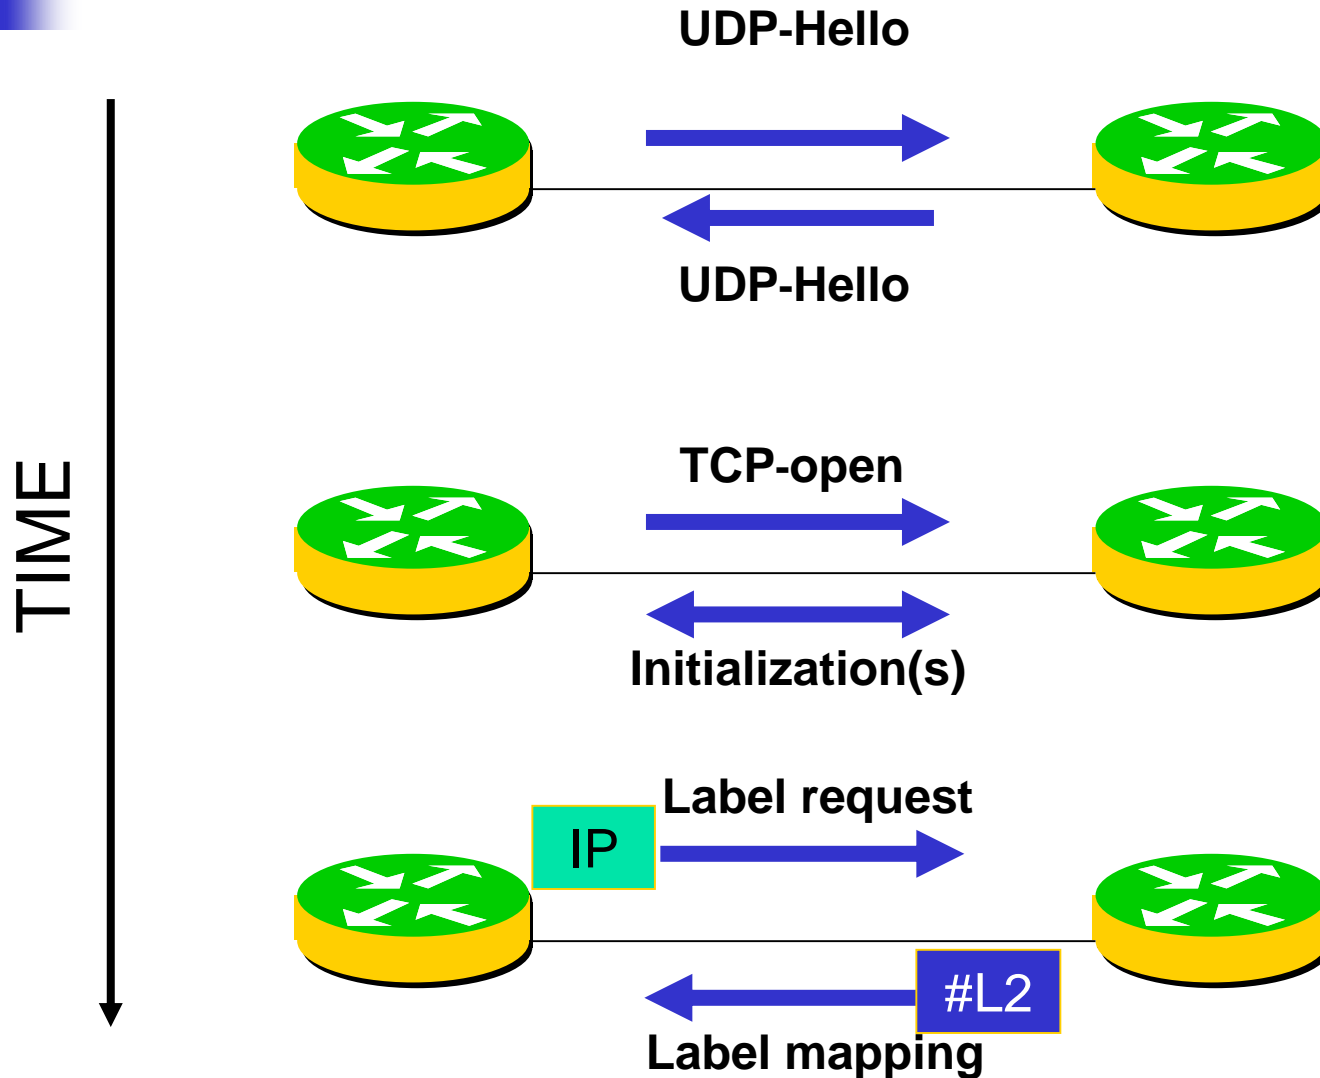 UDP-Hello
UDP-Hello
TIME
TCP-open
Initialization(s)
Label request
IP
#L2
Label mapping